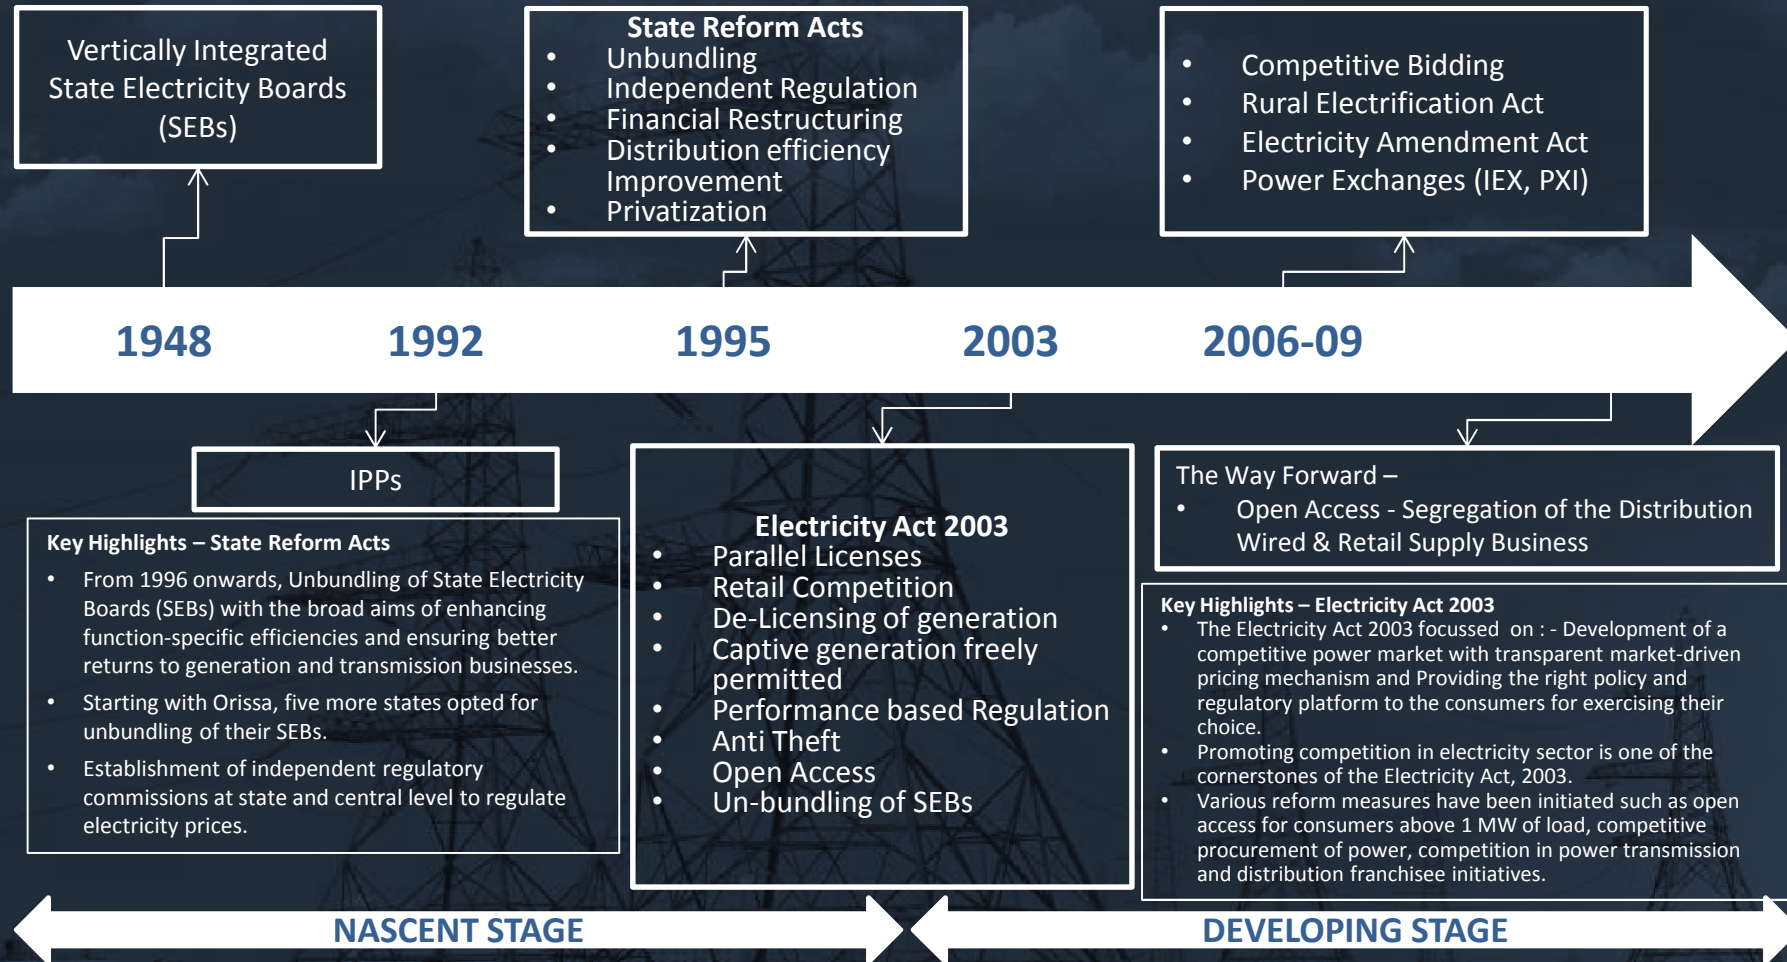 Vertically Integrated
State Electricity Boards
(SEBs)
State Reform Acts
• Unbundling
• Independent Regulation
• Financial Restructuring
• Distribution efficiency
Improvement
• Privatization
• Competitive Bidding
• Rural Electrification Act
• Electricity Amendment Act
• Power Exchanges (IEX, PXI)
1948 1992 1995 2003 2006-09
IPPs
Key Highlights – State Reform Acts
• From 1996 onwards, Unbundling of State Electricity
Boards (SEBs) with the broad aims of enhancing
function-specific efficiencies and ensuring better
returns to generation and transmission businesses.
• Starting with Orissa, five more states opted for
unbundling of their SEBs.
• Establishment of independent regulatory
commissions at state and central level to regulate
electricity prices.
Electricity Act 2003
• Parallel Licenses
• Retail Competition
• De-Licensing of generation
• Captive generation freely
permitted
• Performance based Regulation
• Anti Theft
• Open Access
• Un-bundling of SEBs
The Way Forward –
• Open Access - Segregation of the Distribution
Wired & Retail Supply Business
Key Highlights – Electricity Act 2003
• The Electricity Act 2003 focussed on : - Development of a
competitive power market with transparent market-driven
pricing mechanism and Providing the right policy and
regulatory platform to the consumers for exercising their
choice.
• Promoting competition in electricity sector is one of the
cornerstones of the Electricity Act, 2003.
• Various reform measures have been initiated such as open
access for consumers above 1 MW of load, competitive
procurement of power, competition in power transmission
and distribution franchisee initiatives.
NASCENT STAGE
DEVELOPING STAGE